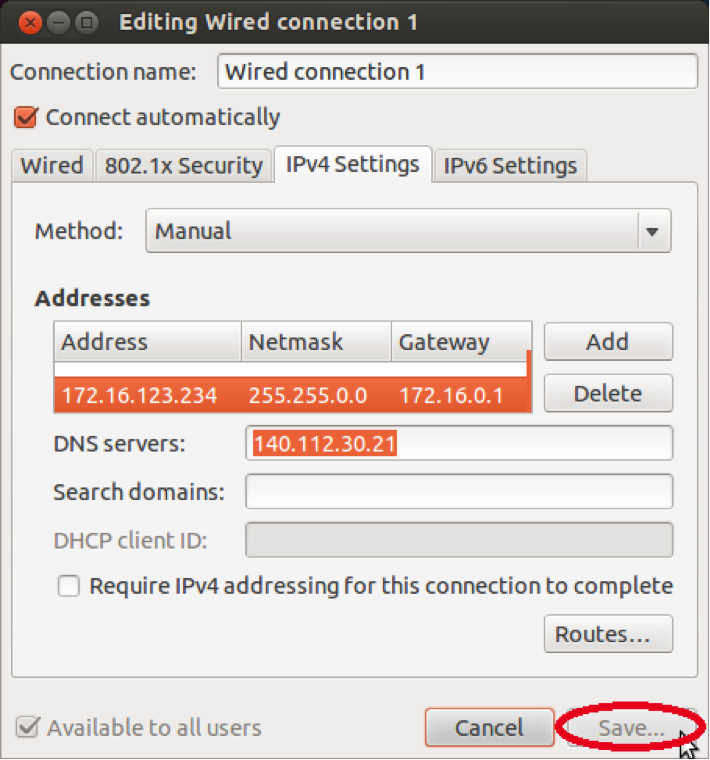 Editing Wired connection 1
Connection name: Wired connection 1
Connect automatically
Wired 802.1x Security IPv4 Settings IPv6 Settings
Method: Manual
Addresses
Address Netmask Gateway Add
172.16.123.234 255.255.0.0 172.16.0.1 Delete
DNS servers: 140.112.30.21
Search domains:
DHCP client ID:
Require IPv4 addressing for this connection to complete
Routes...
Available to all users Cancel Save...